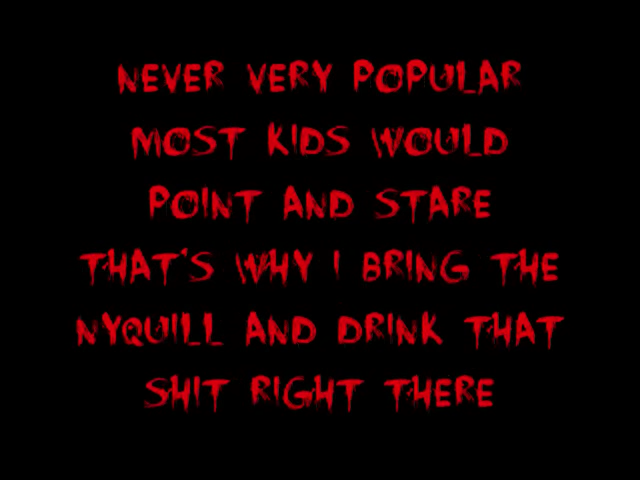 NEVER VERY POPULAR
MOST KIDS WOULD
POINT AND STARE
THAT'S WHY I BRING THE
NYQUILL AND DRINK THAT
SHIT RIGHT THERE